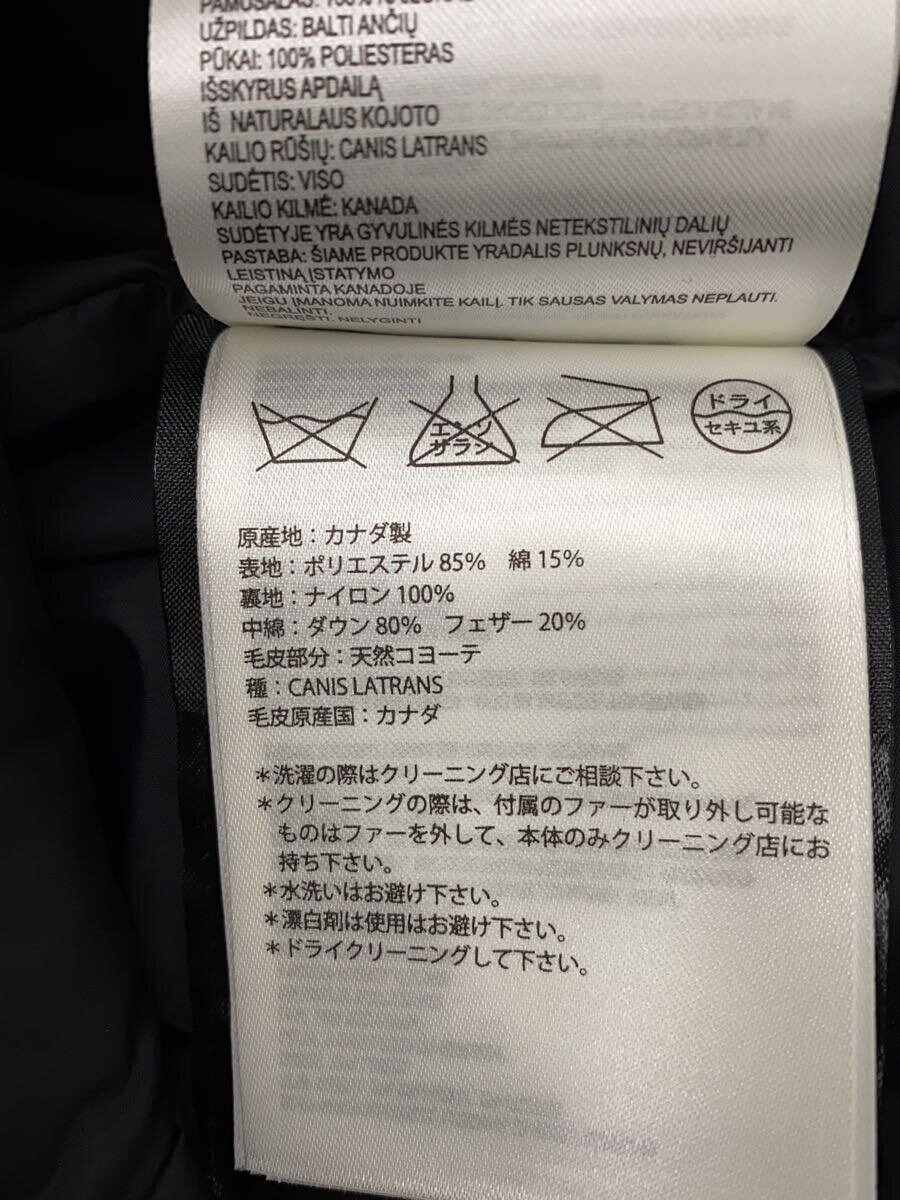 UŽPILDAS: BALTI ANČIŲ
PŪKAI: 100% POLIESTERAS
IŠSKYRUS APDAILĄ
IŠ NATURALAUS KOJOTO
KAILIO RŪŠIŲ: CANIS LATRANS
SUDĖTIS: VISO
KAILIO KILMĖ: KANADA
SUDĖTYJE YRA GYVULINĖS KILMĖS NETEKSTILINIŲ DALIŲ
PASTABA: ŠIAME PRODUKTE YRADALIS PLUNKSNŲ, NEVIRŠIJANTI
LEISTINĄ ĮSTATYMO
PAGAMINTA KANADOJE
JEIGU ĮMANOMA NUIMKITE KAILĮ. TIK SAUSAS VALYMAS NEPLAUTI.
NEBALINTI.
NEGRĘŠTI. NELYGINTI
エンソ
サラシ
ドライ
セキユ系
原産地：カナダ製
表地：ポリエステル 85%　綿 15%
裏地：ナイロン 100%
中綿：ダウン 80%　フェザー 20%
毛皮部分：天然コヨーテ
種：CANIS LATRANS
毛皮原産国：カナダ
＊洗濯の際はクリーニング店にご相談下さい。
＊クリーニングの際は、付属のファーが取り外し可能な
ものはファーを外して、本体のみクリーニング店にお
持ち下さい。
＊水洗いはお避け下さい。
＊漂白剤は使用はお避け下さい。
＊ドライクリーニングして下さい。